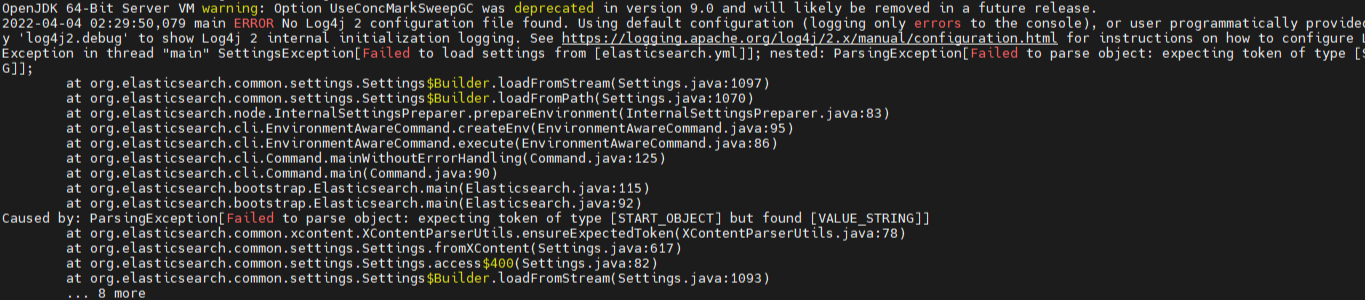 OpenJDK 64-Bit Server VM warning: Option UseConcMarkSweepGC was deprecated in version 9.0 and will likely be removed in a future release.
2022-04-04 02:29:50,079 main ERROR No Log4j 2 configuration file found. Using default configuration (logging only errors to the console), or user programmatically provide
y 'log4j2.debug' to show Log4j 2 internal initialization logging. See https://logging.apache.org/log4j/2.x/manual/configuration.html for instructions on how to configure L
Exception in thread "main" SettingsException[Failed to load settings from [elasticsearch.yml]]; nested: ParsingException[Failed to parse object: expecting token of type [S
G]];
at org.elasticsearch.common.settings.Settings$Builder.loadFromStream(Settings.java:1097)
at org.elasticsearch.common.settings.Settings$Builder.loadFromPath(Settings.java:1070)
at org.elasticsearch.node.InternalSettingsPreparer.prepareEnvironment(InternalSettingsPreparer.java:83)
at org.elasticsearch.cli.EnvironmentAwareCommand.createEnv(EnvironmentAwareCommand.java:95)
at org.elasticsearch.cli.EnvironmentAwareCommand.execute(EnvironmentAwareCommand.java:86)
at org.elasticsearch.cli.Command.mainWithoutErrorHandling(Command.java:125)
at org.elasticsearch.cli.Command.main(Command.java:90)
at org.elasticsearch.bootstrap.Elasticsearch.main(Elasticsearch.java:115)
at org.elasticsearch.bootstrap.Elasticsearch.main(Elasticsearch.java:92)
Caused by: ParsingException[Failed to parse object: expecting token of type [START_OBJECT] but found [VALUE_STRING]]
at org.elasticsearch.common.xcontent.XContentParserUtils.ensureExpectedToken(XContentParserUtils.java:78)
at org.elasticsearch.common.settings.Settings.fromXContent(Settings.java:617)
at org.elasticsearch.common.settings.Settings.access$400(Settings.java:82)
at org.elasticsearch.common.settings.Settings$Builder.loadFromStream(Settings.java:1093)
... 8 more